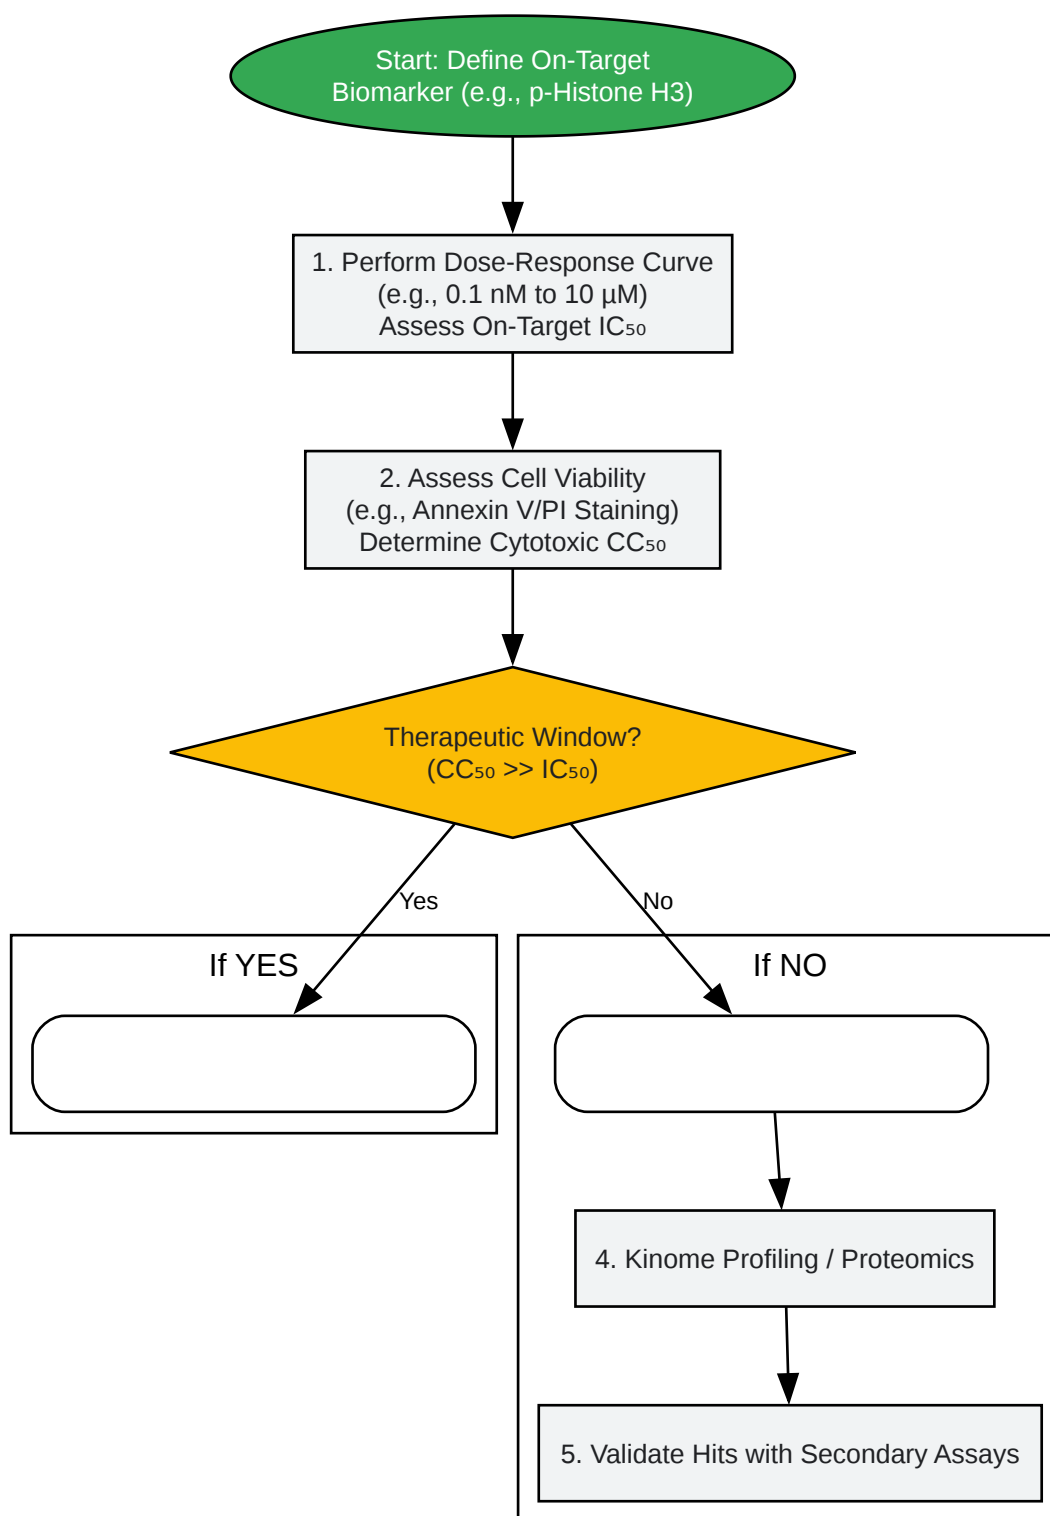 Start: Define On-Target
Biomarker (e.g., p-Histone H3)
1. Perform Dose-Response Curve
(e.g., 0.1 nM to 10 µM)
Assess On-Target IC₅₀
2. Assess Cell Viability
(e.g., Annexin V/PI Staining)
Determine Cytotoxic CC₅₀
Therapeutic Window?
(CC₅₀ >> IC₅₀)
Yes
No
If YES
If NO
4. Kinome Profiling / Proteomics
5. Validate Hits with Secondary Assays